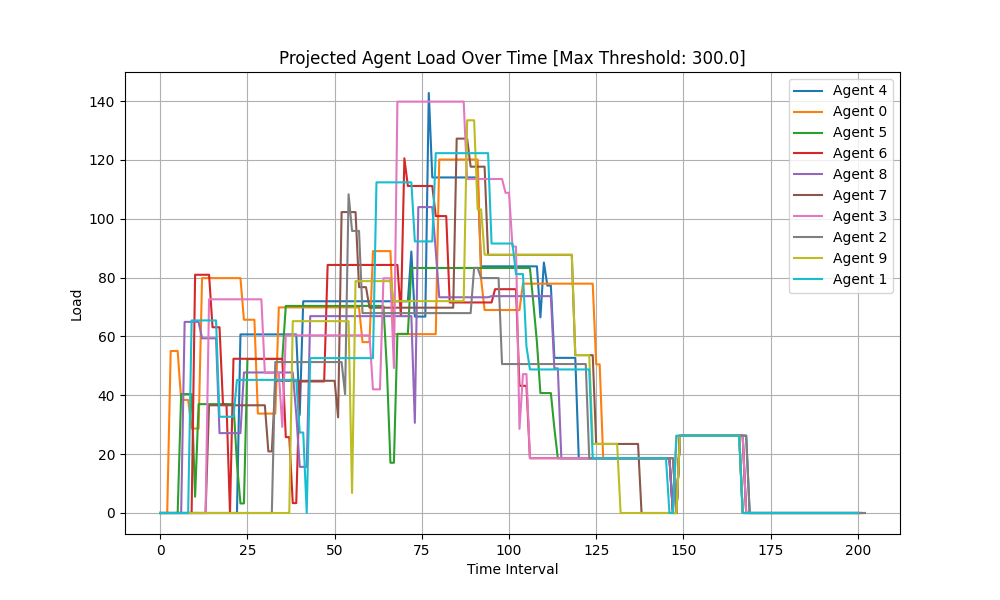 Projected Agent Load Over Time [Max Threshold: 300.0]
Load
140
120
100
80
60
40
20
0
0 25 50 75 100 125 150 175 200
Time Interval
Agent 4
Agent 0
Agent 5
Agent 6
Agent 8
Agent 7
Agent 3
Agent 2
Agent 9
Agent 1